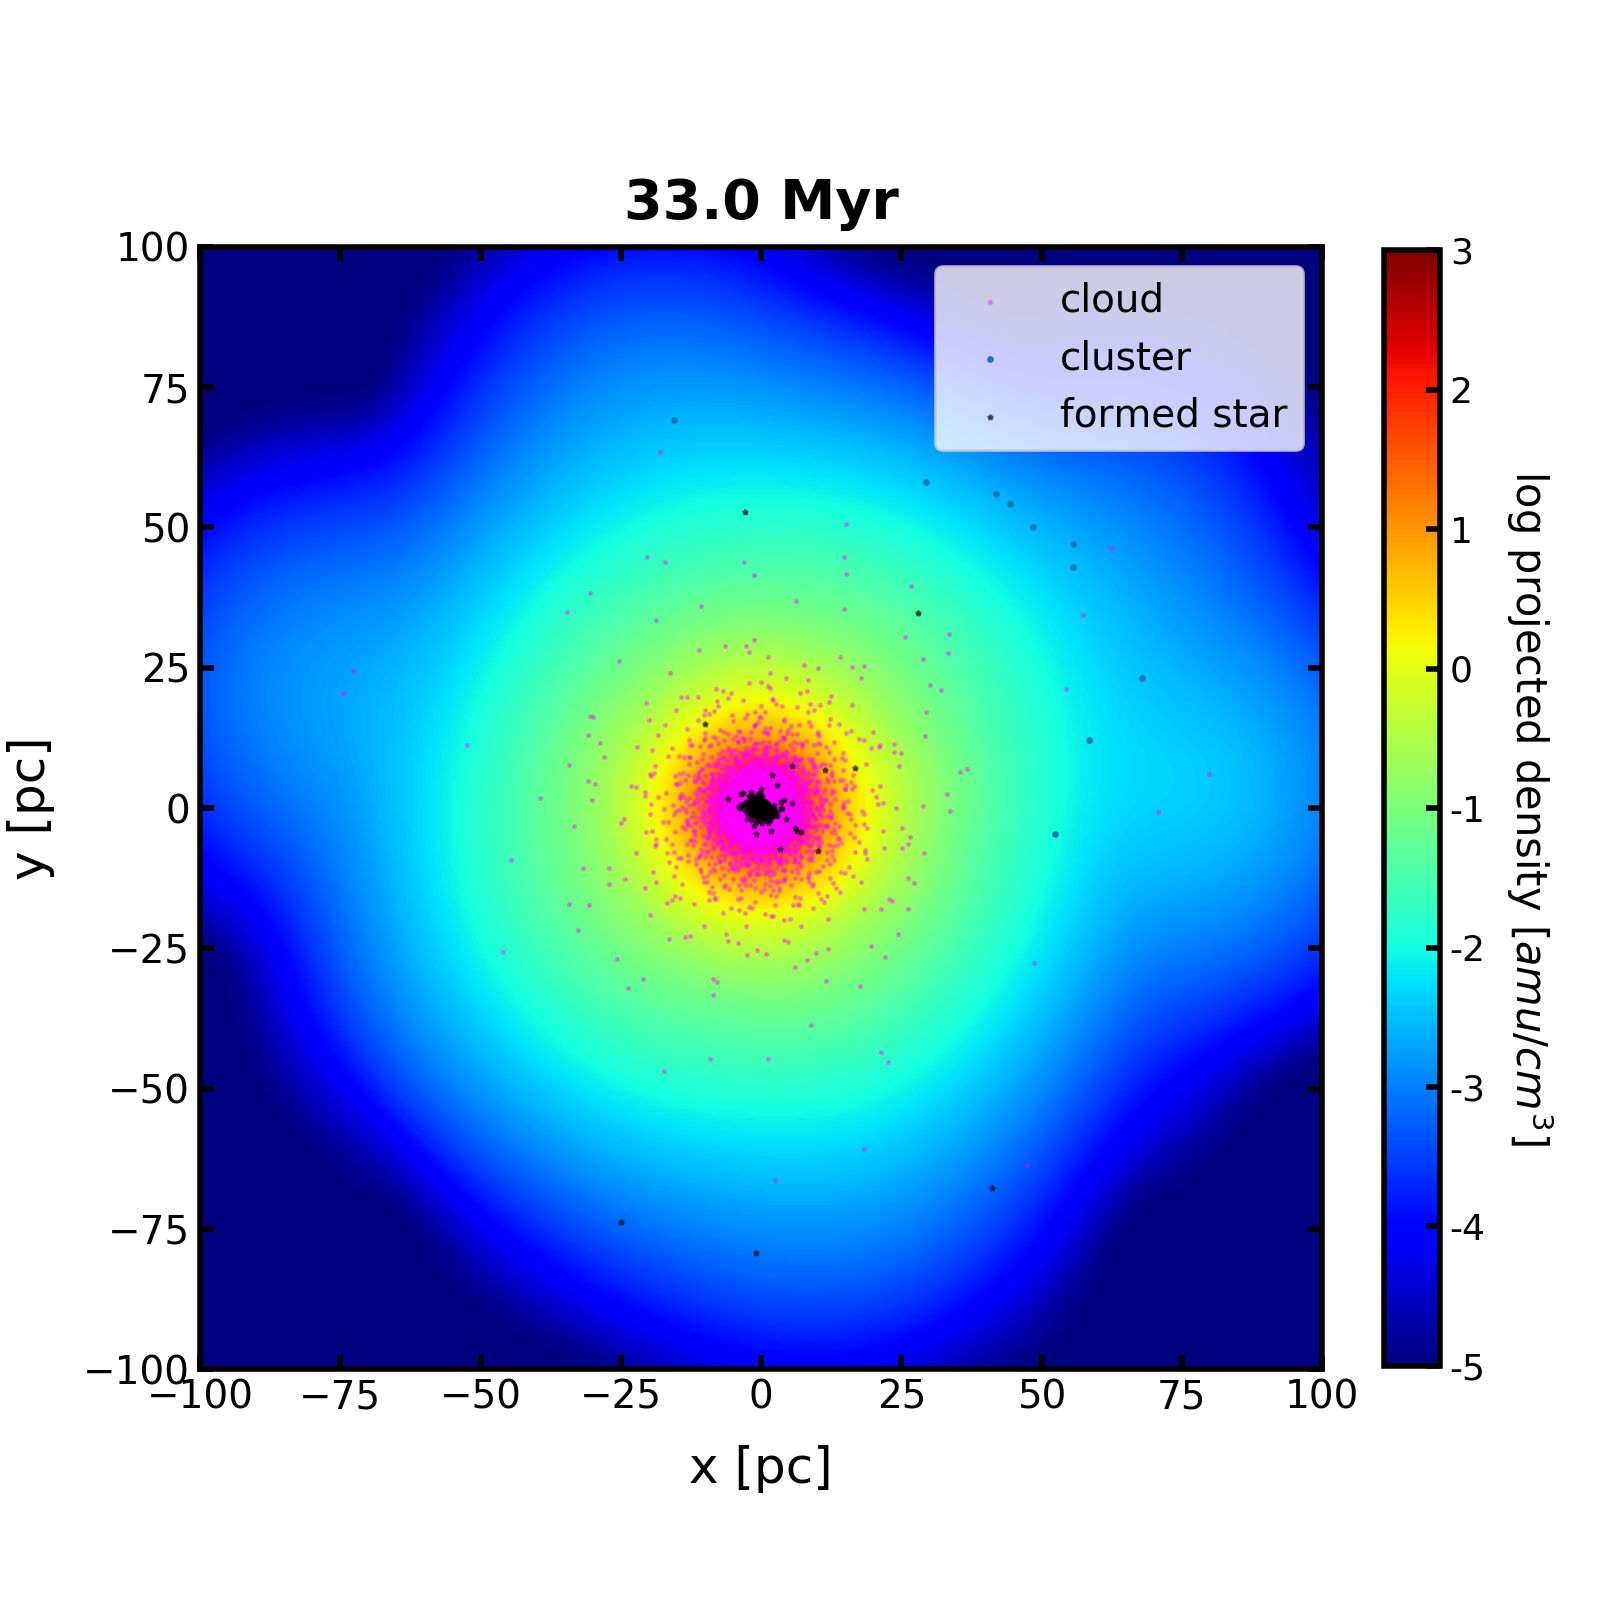 33.0 Myr
cloud
cluster
formed star
100
75
50
25
0
−25
−50
−75
−100
y [pc]
−100 −75 −50 −25 0 25 50 75 100
x [pc]
3
2
1
0
-1
-2
-3
-4
-5
log projected density [amu/cm³]